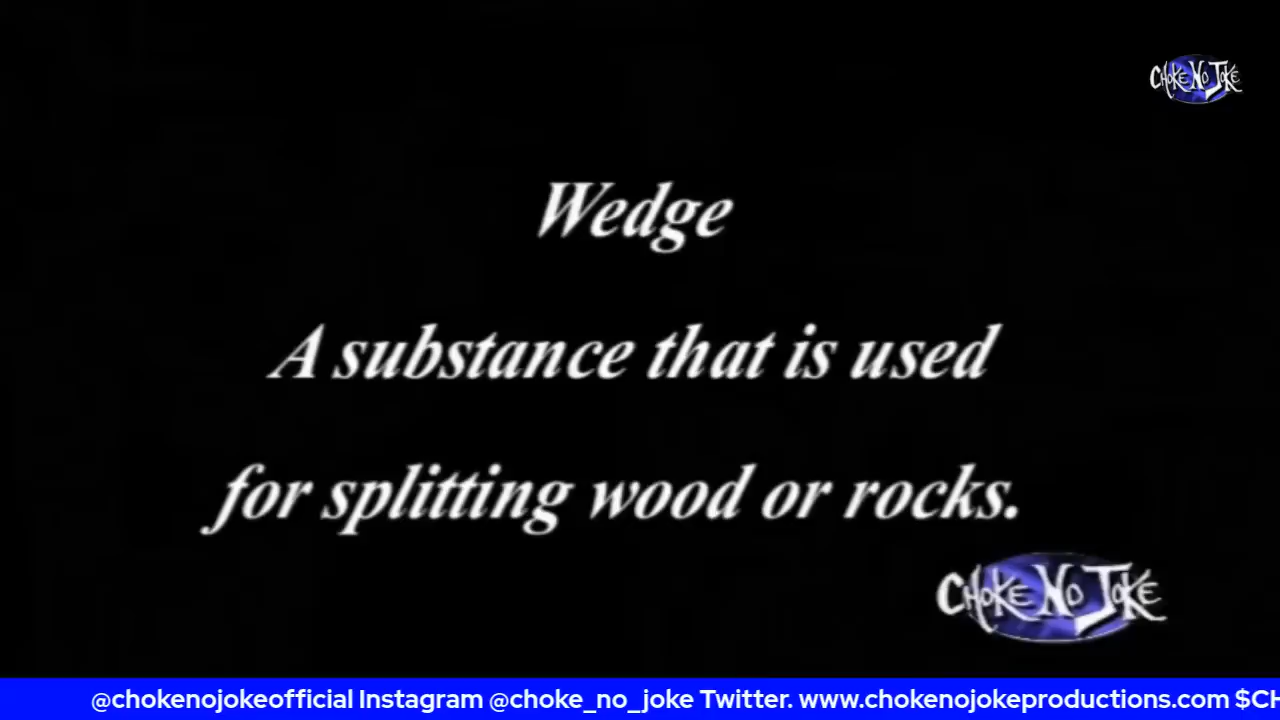 CHOKE NO JOKE
Wedge
A substance that is used
for splitting wood or rocks.
CHOKE NO JOKE
@chokenojokeofficial Instagram @choke_no_joke Twitter. www.chokenojokeproductions.com $CH